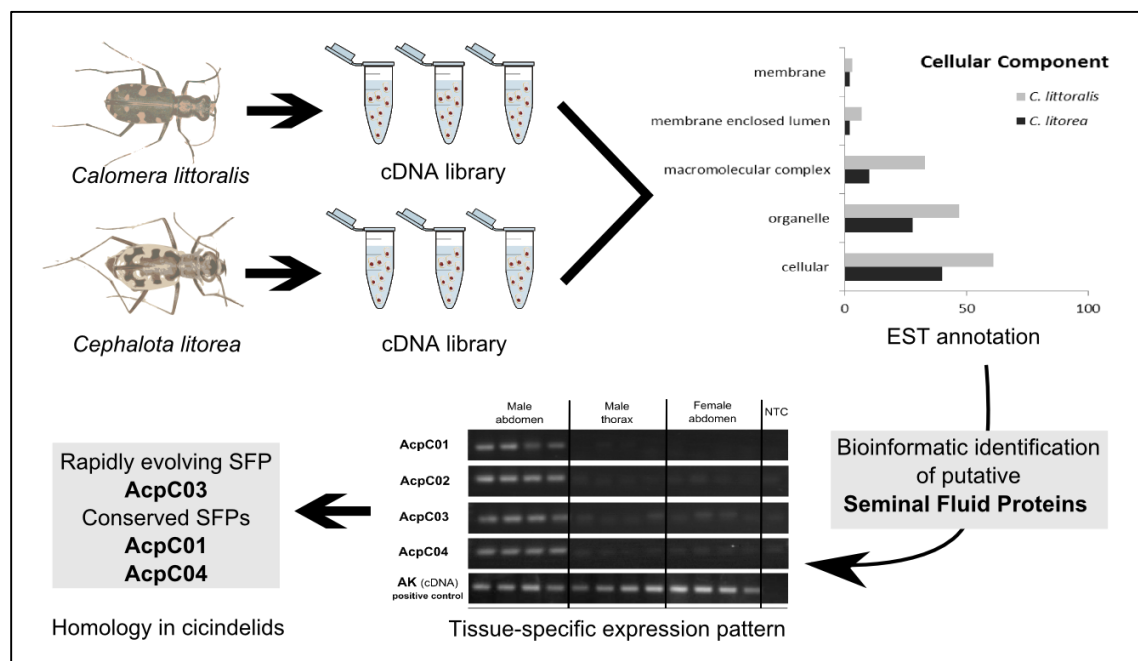 Calomera littoralis
cDNA library
Cephalota litorea
cDNA library
Cellular Component
C. littoralis
C. litorea
membrane
membrane enclosed lumen
macromolecular complex
organelle
cellular
0
50
100
EST annotation
Bioinformatic identification
of putative
Seminal Fluid Proteins
Male
abdomen
Male
thorax
Female
abdomen
NTC
AcpC01
AcpC02
AcpC03
AcpC04
AK (cDNA)
positive control
Tissue-specific expression pattern
Rapidly evolving SFP
AcpC03
Conserved SFPs
AcpC01
AcpC04
Homology in cicindelids